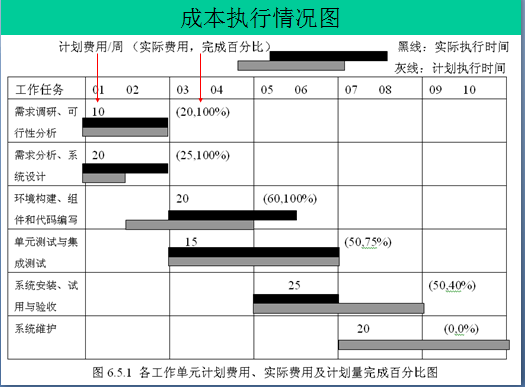 成本执行情况图
计划费用/周 （实际费用，完成百分比）
黑线：实际执行时间
灰线：计划执行时间
工作任务 01 02 03 04 05 06 07 08 09 10
需求调研、可 10 (20,100%)
行性分析
需求分析、系 20 (25,100%)
统设计
环境构建、组 20 (60,100%)
件和代码编写
单元测试与集 15 (50,75%)
成测试
系统安装、试 25 (50,40%)
用与验收
系统维护 20 (0,0%)
图 6.5.1 各工作单元计划费用、实际费用及计划量完成百分比图